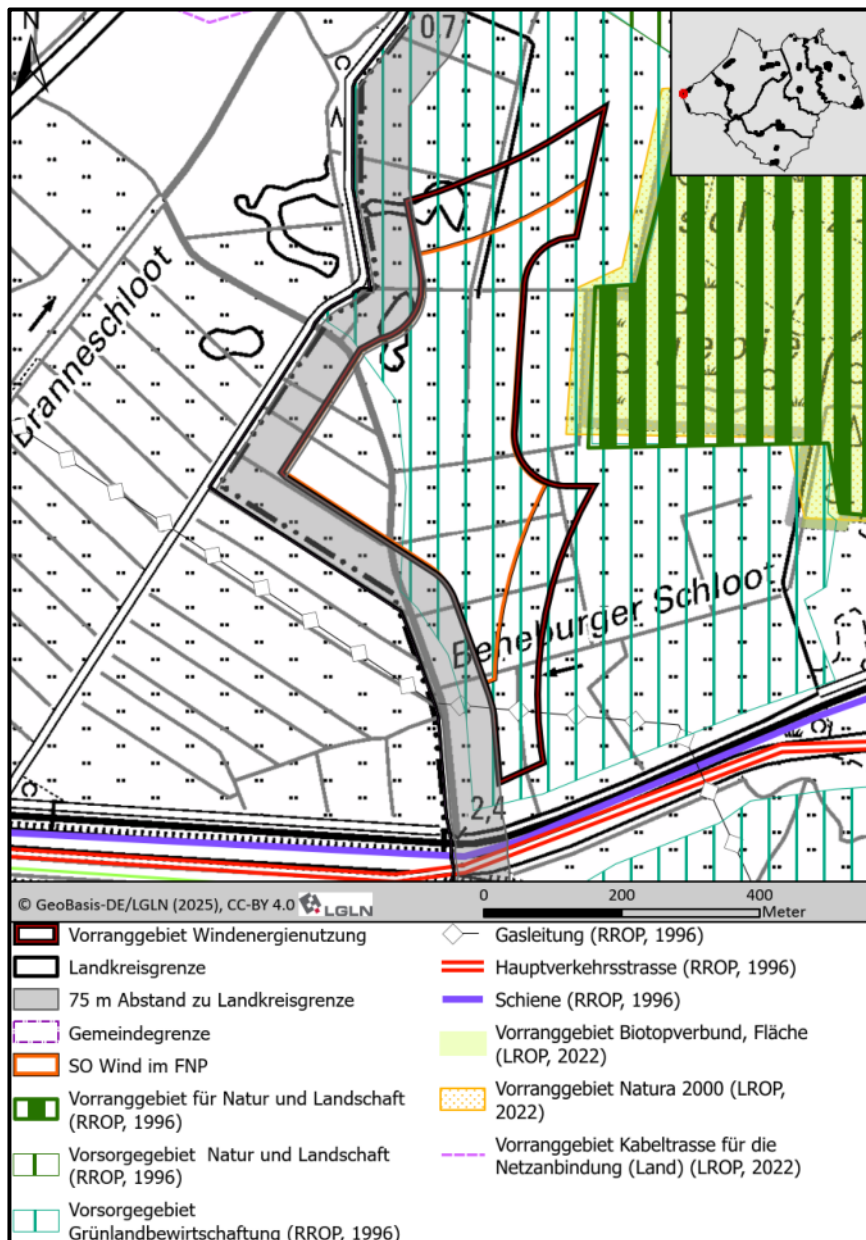 N
0,7
Branneschloot
Beneburger Schloot
2,4
© GeoBasis-DE/LGLN (2025), CC-BY 4.0 LGLN
0 200 400
Meter
Vorranggebiet Windenergienutzung
Landkreisgrenze
75 m Abstand zu Landkreisgrenze
Gemeindegrenze
SO Wind im FNP
Vorranggebiet für Natur und Landschaft
(RROP, 1996)
Vorsorgegebiet Natur und Landschaft
(RROP, 1996)
Vorsorgegebiet
Grünlandbewirtschaftung (RROP, 1996)
Gasleitung (RROP, 1996)
Hauptverkehrsstrasse (RROP, 1996)
Schiene (RROP, 1996)
Vorranggebiet Biotopverbund, Fläche
(LROP, 2022)
Vorranggebiet Natura 2000 (LROP,
2022)
Vorranggebiet Kabeltrasse für die
Netzanbindung (Land) (LROP, 2022)